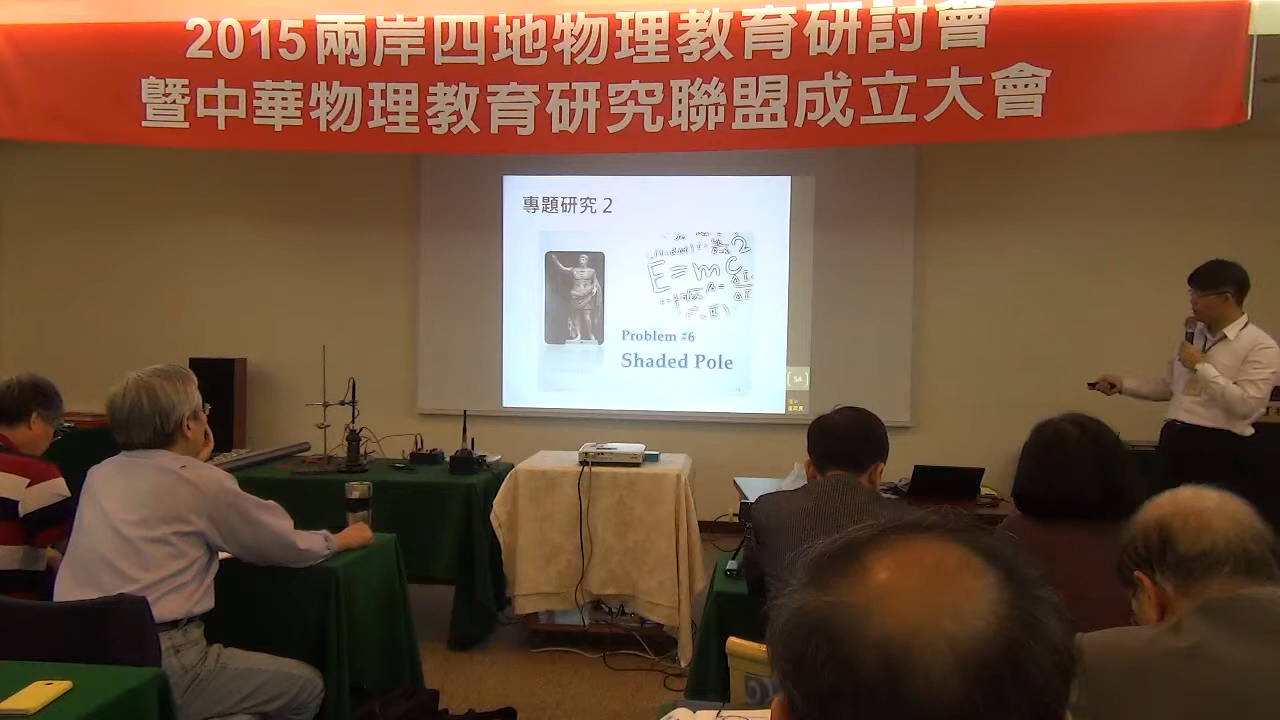 2015兩岸四地物理教育研討會
暨中華物理教育研究聯盟成立大會
專題研究 2
E=mc2
Problem #6
Shaded Pole
54